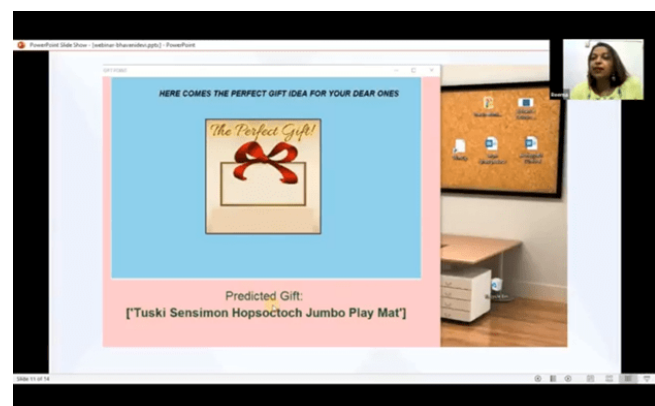 PowerPoint Slide Show - [webinar-bhavandevi.pptx] - PowerPoint
HERE COMES THE PERFECT GIFT IDEA FOR YOUR DEAR ONES
The Perfect Gift!
Predicted Gift:
['Tuski Sensimon Hopsoctoch Jumbo Play Mat']
Slide 11 of 14